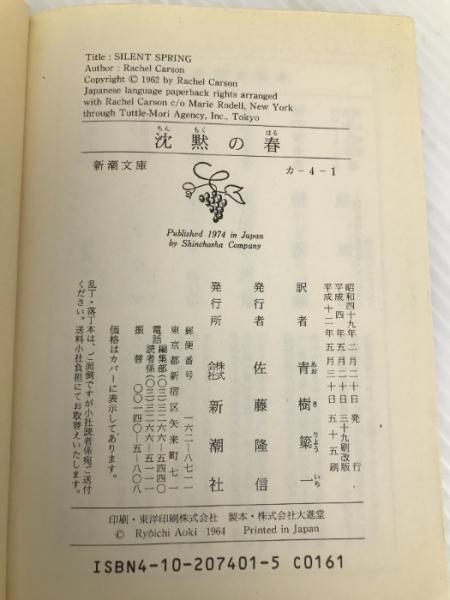 Title : SILENT SPRING
Author : Rachel Carson
Copyright © 1962 by Rachel Carson
Japanese language paperback rights arranged
with Rachel Carson c/o Marie Rodell, New York
through Tuttle-Mori Agency, Inc., Tokyo
ちん もく はる
沈黙の春
新潮文庫 カ-4-1
Published 1974 in Japan
by Shinchosha Company
昭和四十九年二月二十日発行
平成四年五月三十日三十九刷改版
平成十二年五月三十日五十五刷
訳者 青樹簗一
あお き りよう いち
発行者 佐藤隆信
発行所 株式会社 新潮社
郵便番号 一六二―八七一一
東京都新宿区矢来町七一
電話 編集部(〇三)三二六六―五四四〇
読者係(〇三)三二六六―五一一一
振替 〇〇一四〇―五―八〇八
価格はカバーに表示してあります。
乱丁・落丁本は、ご面倒ですが小社読者係宛ご送付
ください。送料小社負担にてお取替えいたします。
印刷・東洋印刷株式会社 製本・株式会社大進堂
© Ryôichi Aoki 1964 Printed in Japan
ISBN4-10-207401-5 C0161